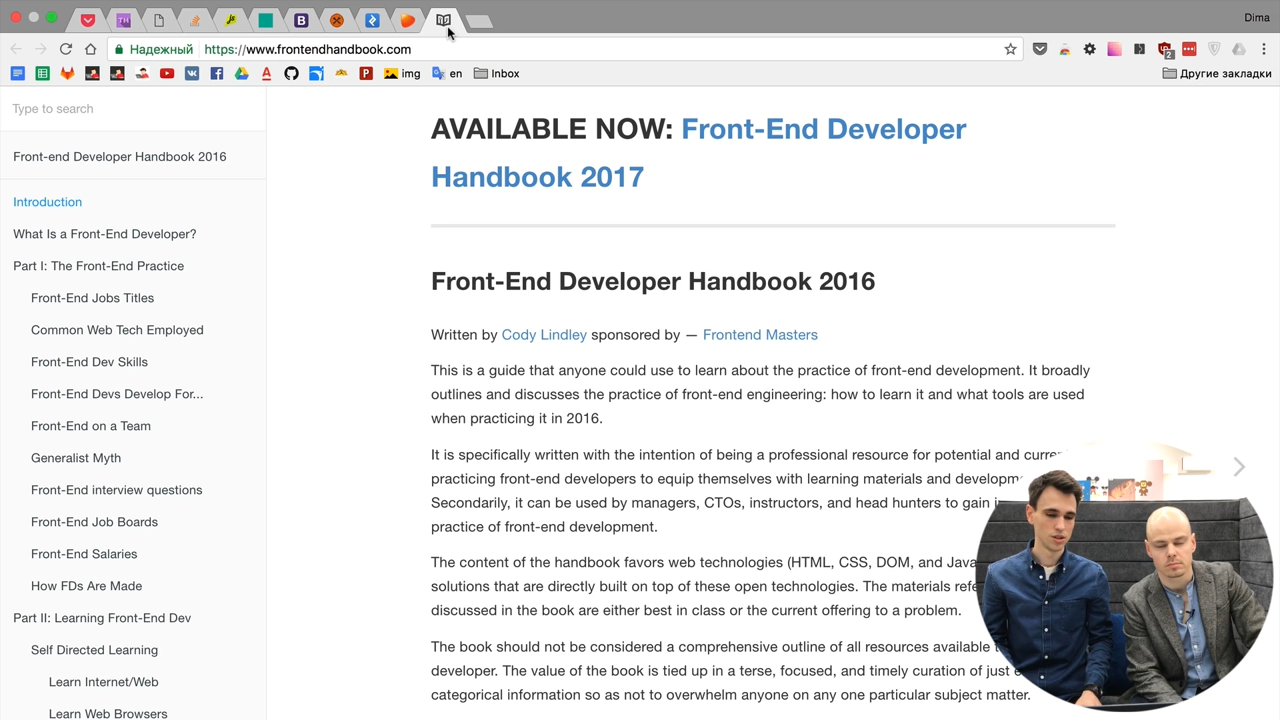 Dima
Надежный
https://www.frontendhandbook.com
img
en
Inbox
Другие закладки
Type to search
Front-end Developer Handbook 2016
Introduction
What Is a Front-End Developer?
Part I: The Front-End Practice
Front-End Jobs Titles
Common Web Tech Employed
Front-End Dev Skills
Front-End Devs Develop For...
Front-End on a Team
Generalist Myth
Front-End interview questions
Front-End Job Boards
Front-End Salaries
How FDs Are Made
Part II: Learning Front-End Dev
Self Directed Learning
Learn Internet/Web
Learn Web Browsers
AVAILABLE NOW: Front-End Developer
Handbook 2017
Front-End Developer Handbook 2016
Written by Cody Lindley sponsored by — Frontend Masters
This is a guide that anyone could use to learn about the practice of front-end development. It broadly
outlines and discusses the practice of front-end engineering: how to learn it and what tools are used
when practicing it in 2016.
It is specifically written with the intention of being a professional resource for potential and
practicing front-end developers to equip themselves with learning materials and
Secondarily, it can be used by managers, CTOs, instructors, and head hunters to gain
practice of front-end development.
The content of the handbook favors web technologies (HTML, CSS, DOM, and
solutions that are directly built on top of these open technologies. The materials
discussed in the book are either best in class or the current offering to a problem.
The book should not be considered a comprehensive outline of all resources available
developer. The value of the book is tied up in a terse, focused, and timely curation of just
categorical information so as not to overwhelm anyone on any one particular subject matter.